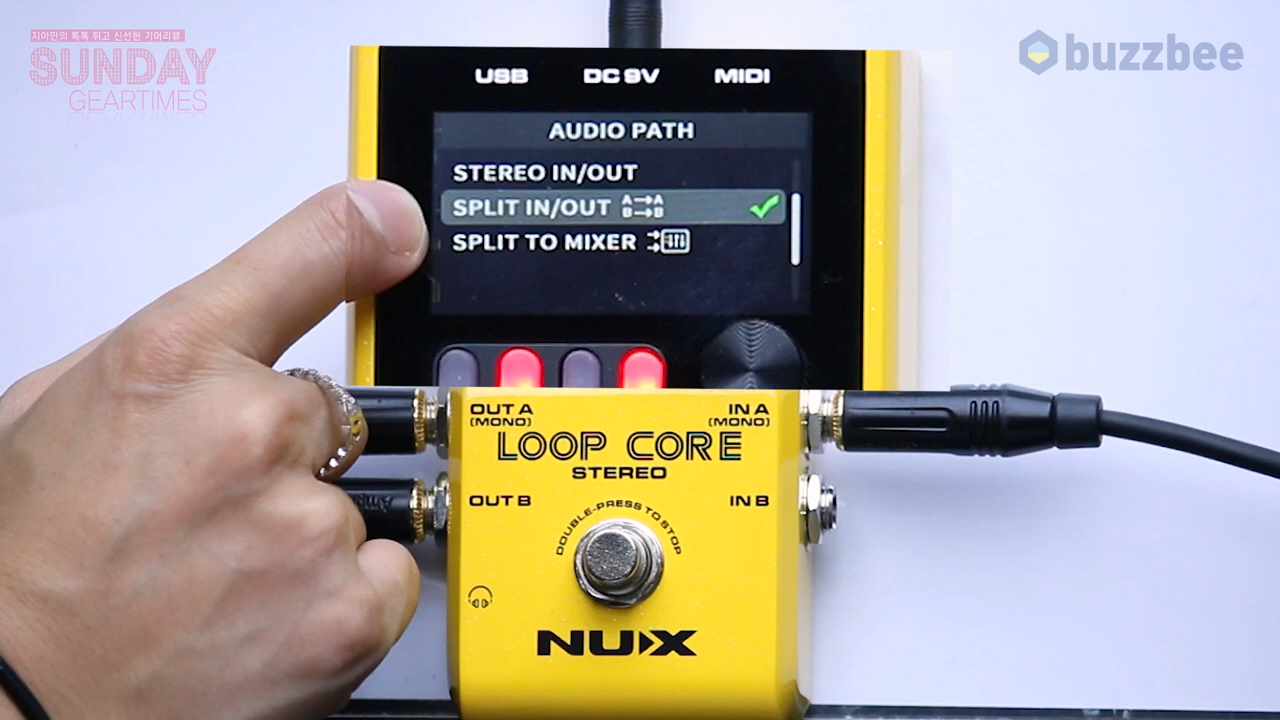 지아만의 톡톡 튀고 신선한 기어리뷰
SUNDAY
GEARTIMES
buzzbee
USB DC 9V MIDI
AUDIO PATH
STEREO IN/OUT
SPLIT IN/OUT A→A B→B
SPLIT TO MIXER
OUT A
(MONO)
IN A
(MONO)
LOOP CORE
STEREO
OUT B
IN B
DOUBLE-PRESS TO STOP
NUX